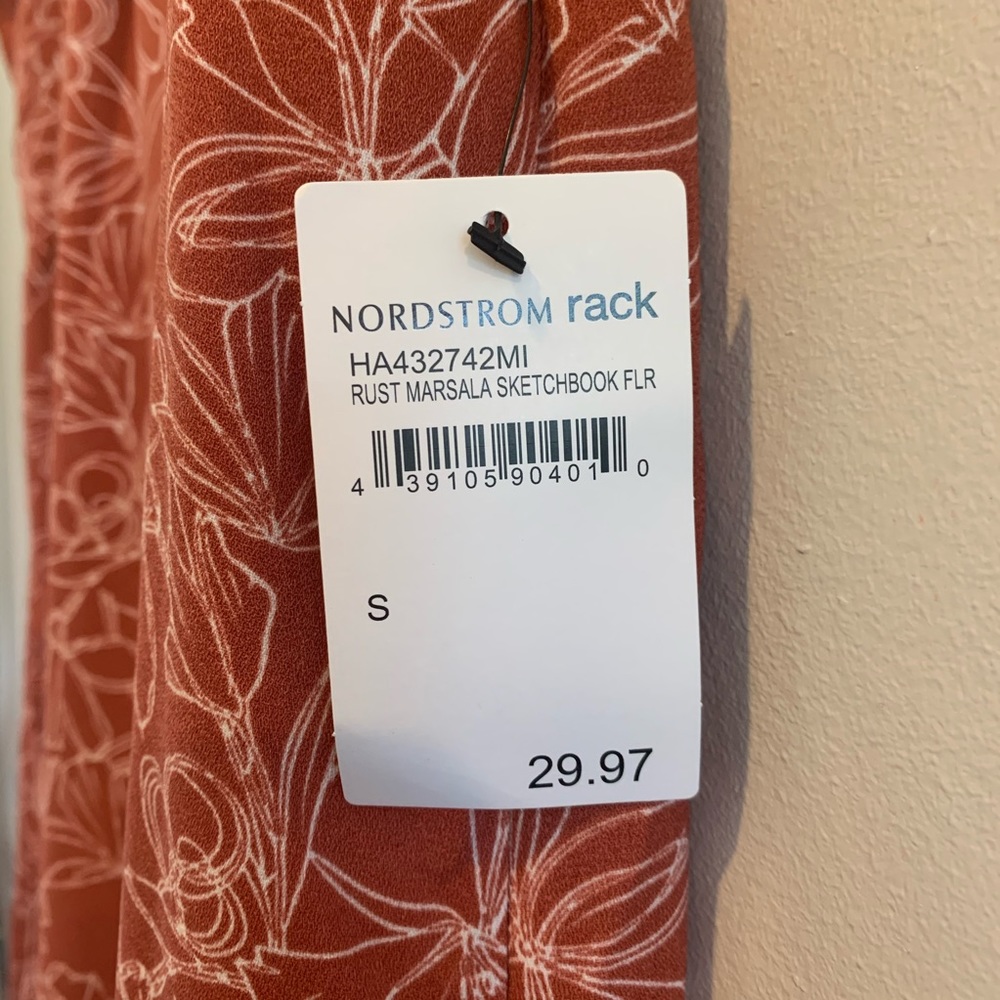 NORDSTROM rack
HA432742MI
RUST MARSALA SKETCHBOOK FLR
4 39105 90401 0
S
29.97